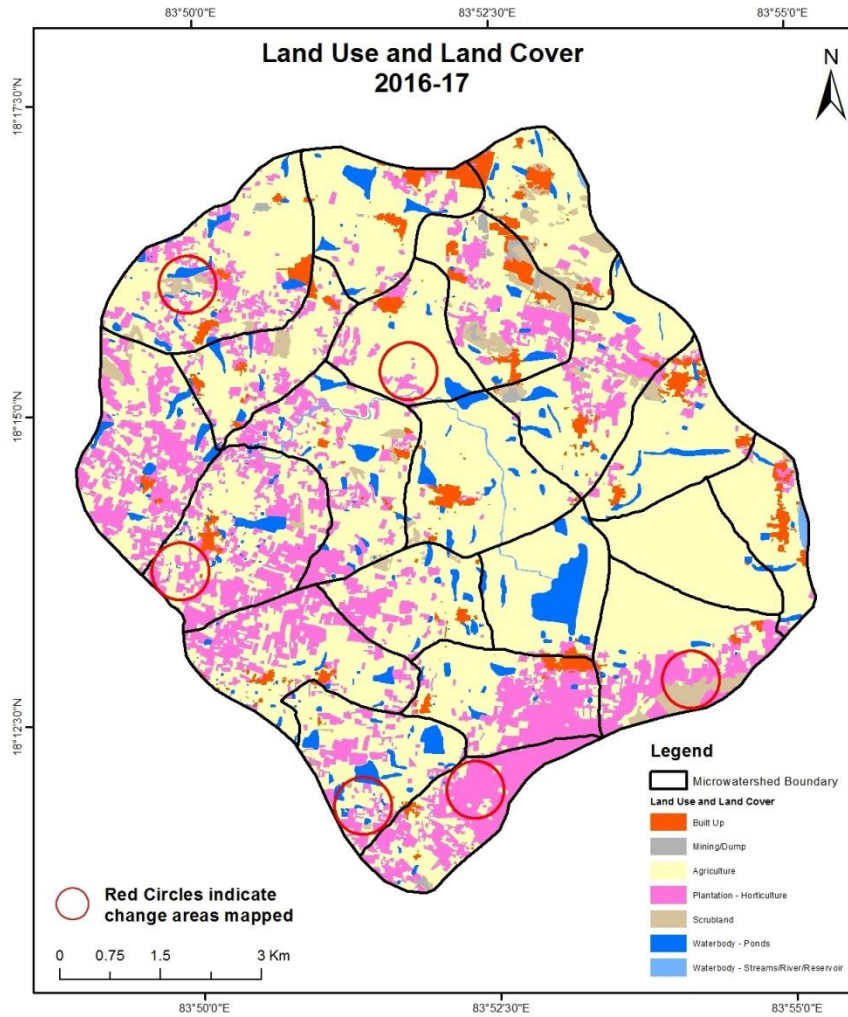 83°50'0"E
83°52'30"E
83°55'0"E
Land Use and Land Cover
2016-17
N
18°17'30"N
18°15'0"N
18°12'30"N
Legend
Microwatershed Boundary
Land Use and Land Cover
Built Up
Mining/Dump
Agriculture
Plantation - Horticulture
Scrubland
Waterbody - Ponds
Waterbody - Streams/River/Reservoir
Red Circles indicate
change areas mapped
0 0.75 1.5 3 Km
83°50'0"E
83°52'30"E
83°55'0"E